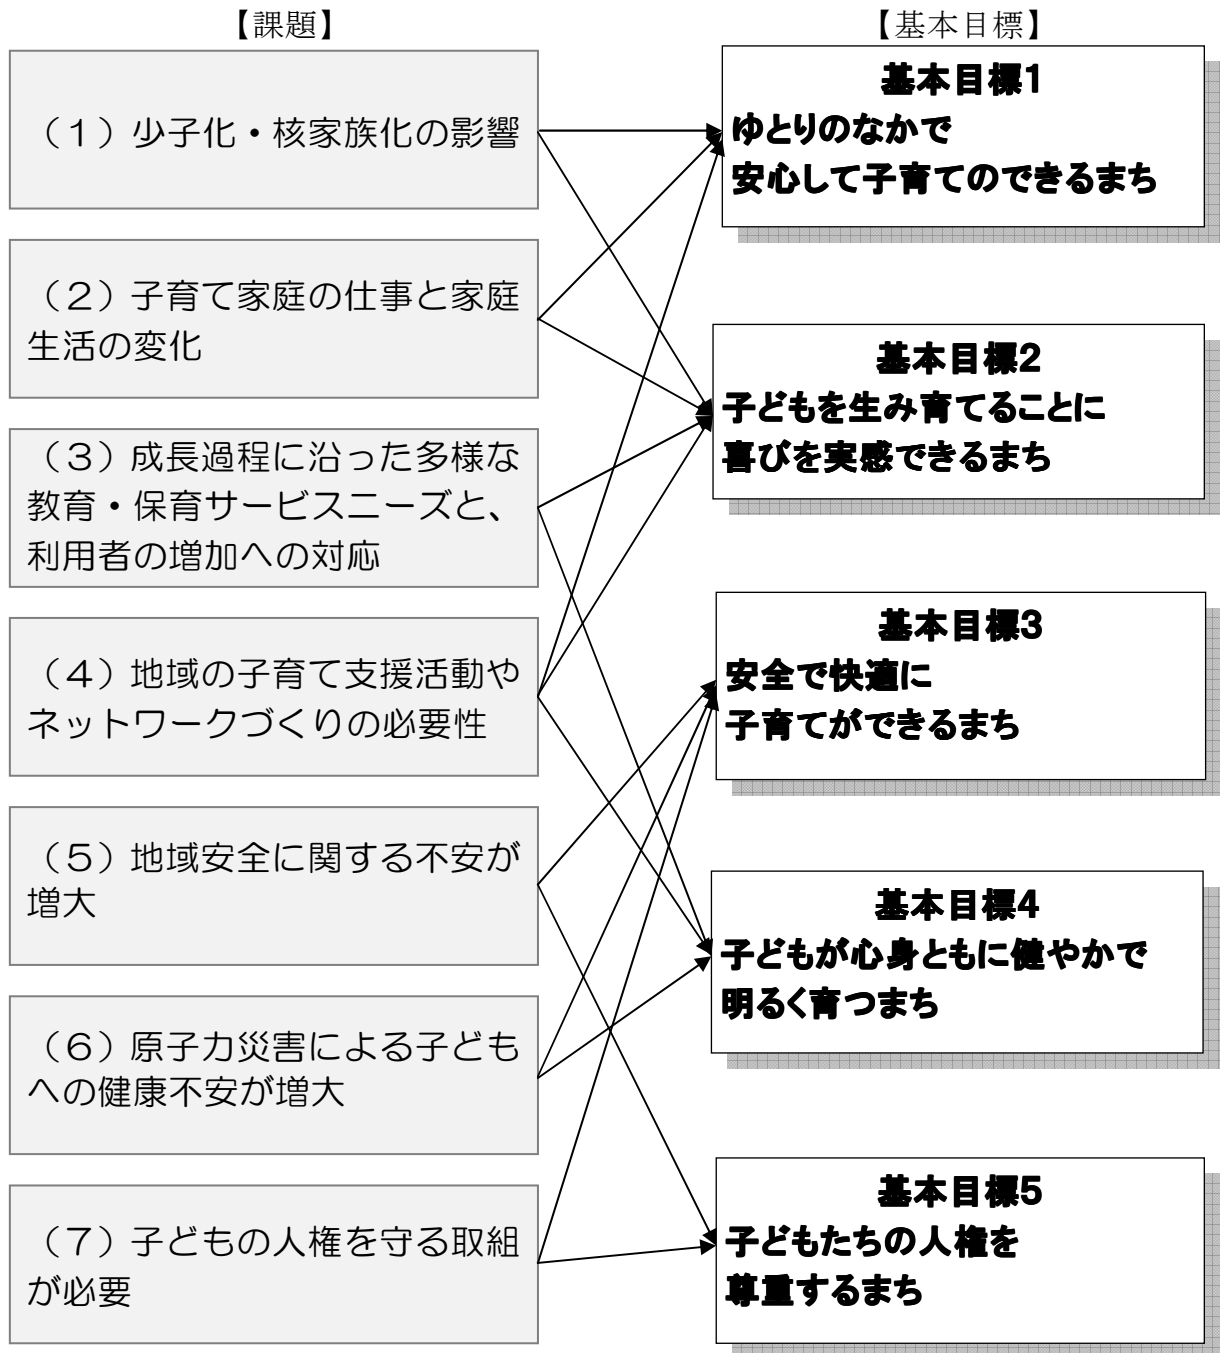 【課題】
（１）少子化・核家族化の影響
（２）子育て家庭の仕事と家庭
生活の変化
（３）成長過程に沿った多様な
教育・保育サービスニーズと、
利用者の増加への対応
（４）地域の子育て支援活動や
ネットワークづくりの必要性
（５）地域安全に関する不安が
増大
（６）原子力災害による子ども
への健康不安が増大
（７）子どもの人権を守る取組
が必要
【基本目標】
基本目標1
ゆとりのなかで
安心して子育てのできるまち
基本目標2
子どもを生み育てることに
喜びを実感できるまち
基本目標3
安全で快適に
子育てができるまち
基本目標4
子どもが心身ともに健やかで
明るく育つまち
基本目標5
子どもたちの人権を
尊重するまち